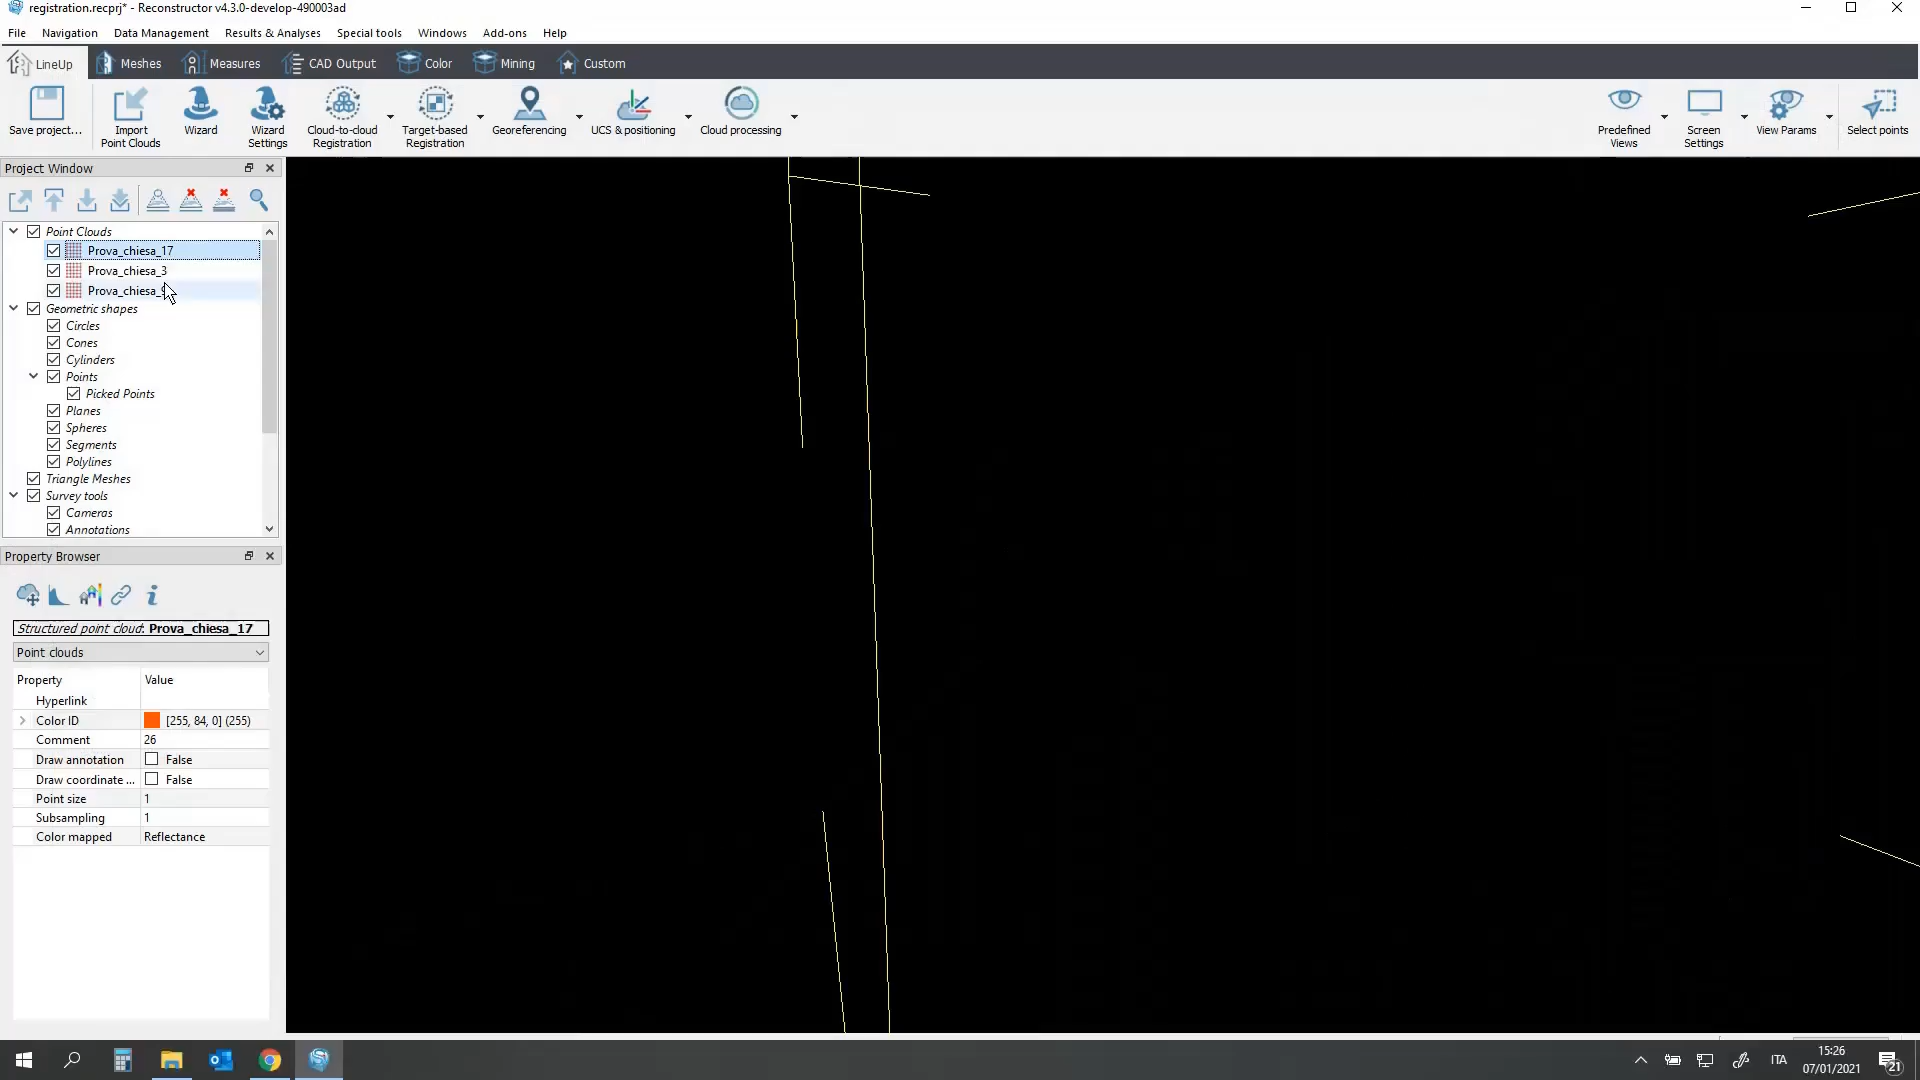 registration.recprj* - Reconstructor v4.3.0-develop-490003ad
File Navigation Data Management Results & Analyses Special tools Windows Add-ons Help
LineUp Meshes Measures CAD Output Color Mining Custom
Save project... Import Point Clouds Wizard Wizard Settings Cloud-to-cloud Registration Target-based Registration Georeferencing UCS & positioning Cloud processing Predefined Views Screen Settings View Params Select points
Project Window
Point Clouds
Prova_chiesa_17
Prova_chiesa_3
Geometric shapes
Circles
Cones
Cylinders
Points
Picked Points
Planes
Spheres
Segments
Polylines
Triangle Meshes
Survey tools
Cameras
Annotations
Property Browser
Structured point cloud: Prova_chiesa_17
Point clouds
Property Value
Hyperlink
Color ID [255, 84, 0] (255)
Comment 26
Draw annotation False
Draw coordinate ... False
Point size 1
Subsampling 1
Color mapped Reflectance
ITA
15:26
07/01/2021
21